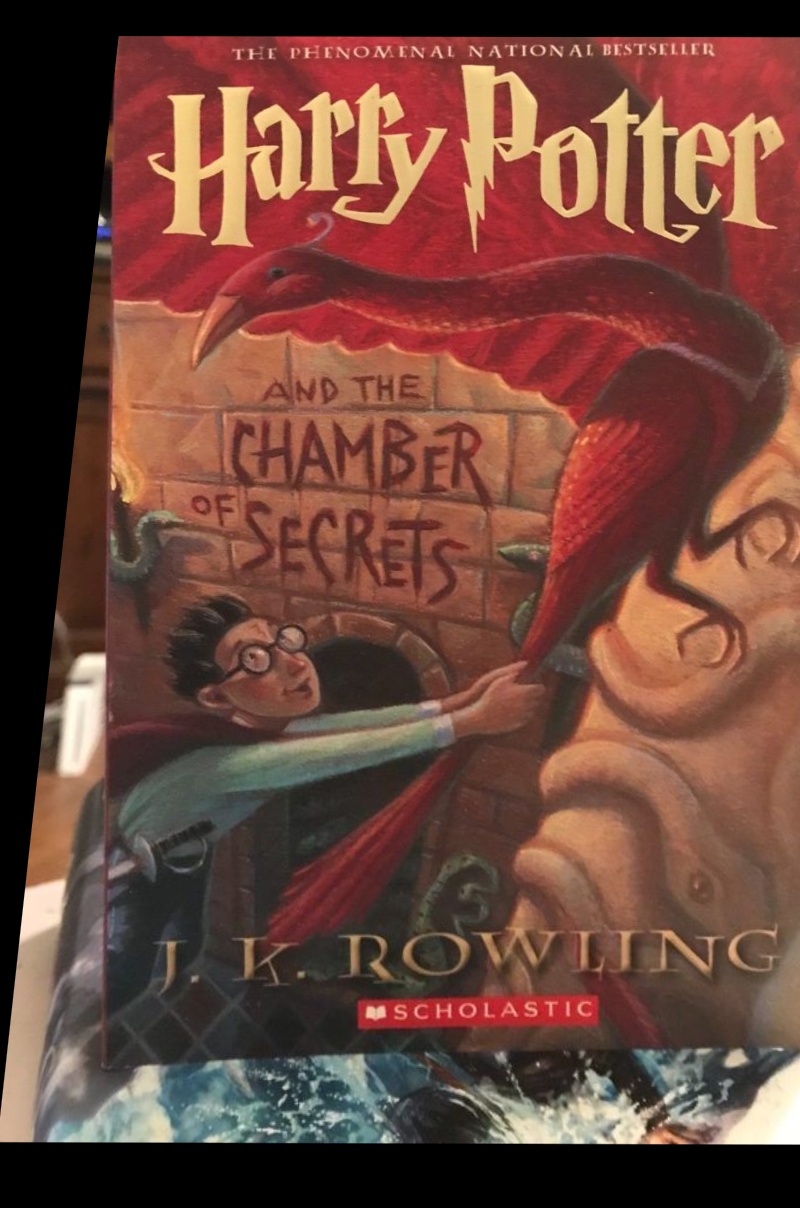 THE PHENOMENAL NATIONAL BESTSELLER
Harry Potter
AND THE
CHAMBER
OF SECRETS
J. K. ROWLING
SCHOLASTIC